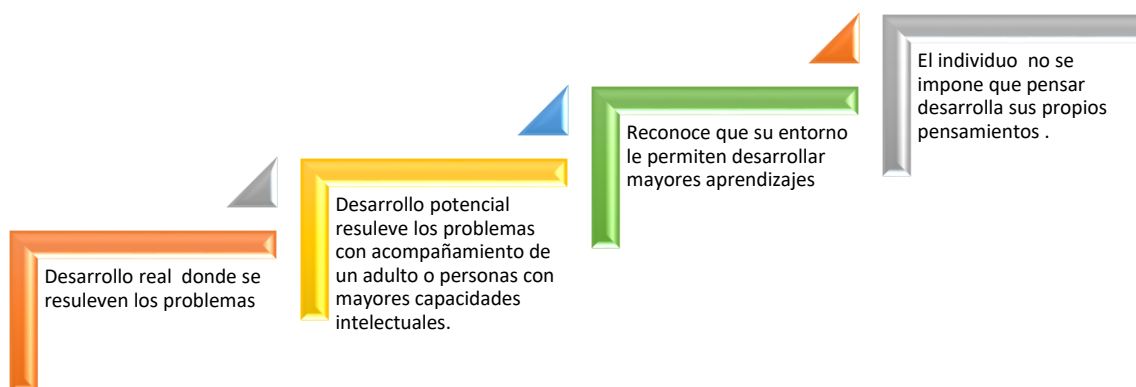 Desarrollo real  donde se
resuleven los problemas
Desarrollo potencial
resuleve los problemas
con acompañamiento de
un adulto o personas con
mayores capacidades
intelectuales.
Reconoce que su entorno
le permiten desarrollar
mayores aprendizajes
El individuo  no se
impone que pensar
desarrolla sus propios
pensamientos .